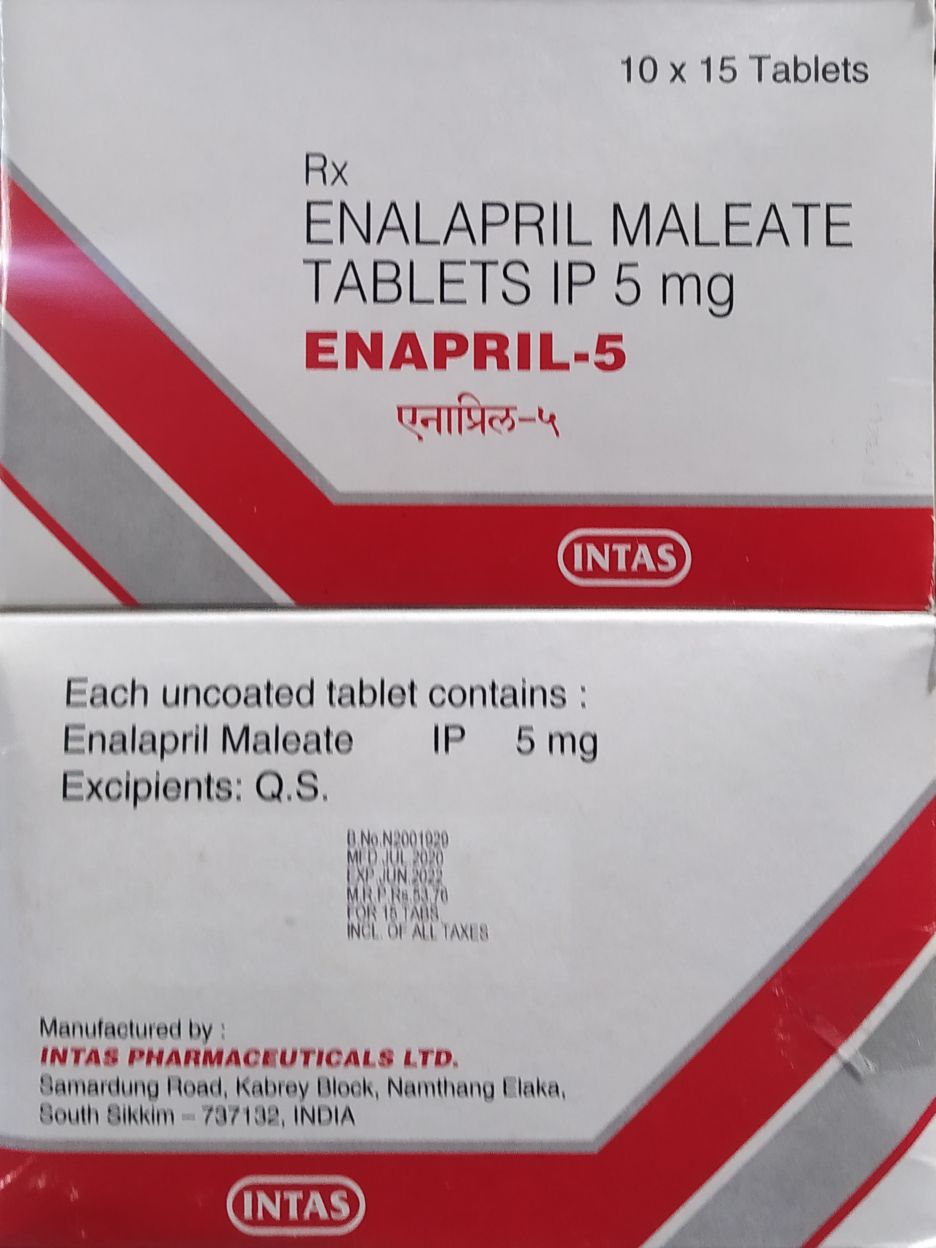 10 x 15 Tablets
Rx
ENALAPRIL MALEATE
TABLETS IP 5 mg
ENAPRIL-5
एनाप्रिल-५
INTAS
Each uncoated tablet contains :
Enalapril Maleate IP 5 mg
Excipients: Q.S.
B.No.N2001929
MFD JUL 2020
EXP JUN.2022
M.R.P.Rs.53.70
FOR 15 TABS.
INCL. OF ALL TAXES
Manufactured by :
INTAS PHARMACEUTICALS LTD.
Samardung Road, Kabrey Block, Namthang Elaka,
South Sikkim – 737132, INDIA
INTAS